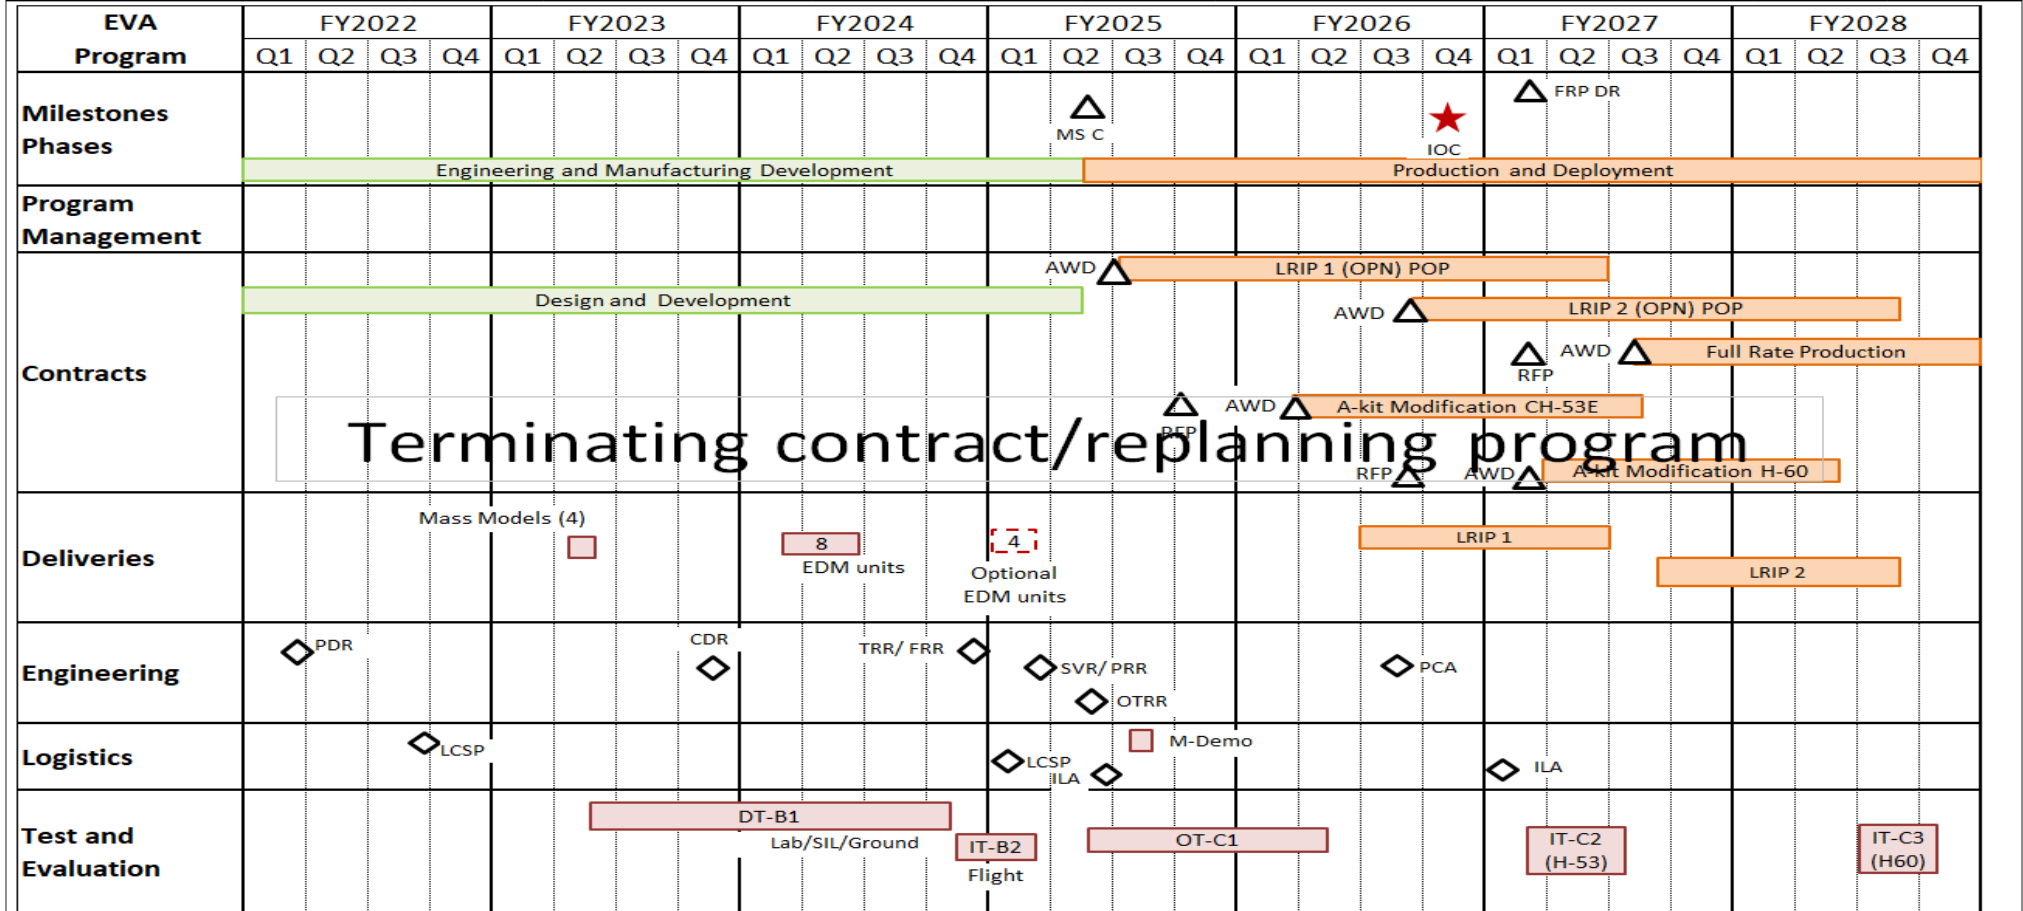 EVA
Program
FY2022 FY2023 FY2024 FY2025 FY2026 FY2027 FY2028
Q1 Q2 Q3 Q4 Q1 Q2 Q3 Q4 Q1 Q2 Q3 Q4 Q1 Q2 Q3 Q4 Q1 Q2 Q3 Q4 Q1 Q2 Q3 Q4 Q1 Q2 Q3 Q4
Milestones
Phases
FRP DR
MS C
IOC
Engineering and Manufacturing Development
Production and Deployment
Program
Management
Contracts
AWD
LRIP 1 (OPN) POP
Design and Development
AWD
LRIP 2 (OPN) POP
RFP
AWD
Full Rate Production
RFP
AWD
A-kit Modification CH-53E
Terminating contract/replanning program
RFP
AWD
A-kit Modification H-60
Deliveries
Mass Models (4)
8
EDM units
4
Optional
EDM units
LRIP 1
LRIP 2
Engineering
PDR
CDR
TRR/ FRR
SVR/ PRR
OTRR
PCA
Logistics
LCSP
LCSP
ILA
M-Demo
ILA
Test and
Evaluation
DT-B1
Lab/SIL/Ground
IT-B2
Flight
OT-C1
IT-C2
(H-53)
IT-C3
(H60)